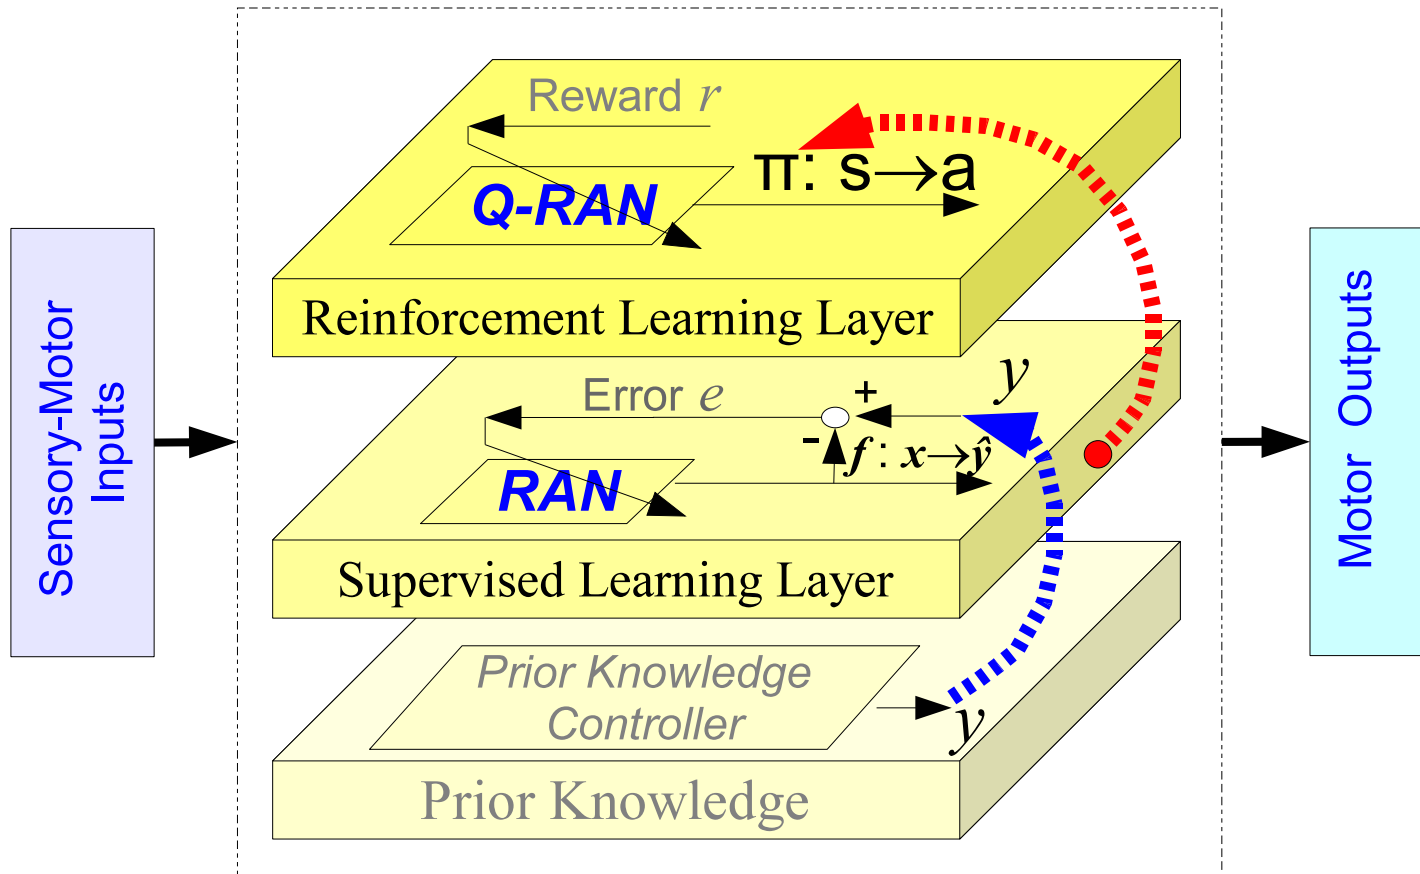 Sensory-Motor
Inputs
Reward r
π: s→a
Q-RAN
Reinforcement Learning Layer
Error e
+
y
-
f : x→ŷ
RAN
Supervised Learning Layer
Prior Knowledge
Controller
y
Prior Knowledge
Motor Outputs